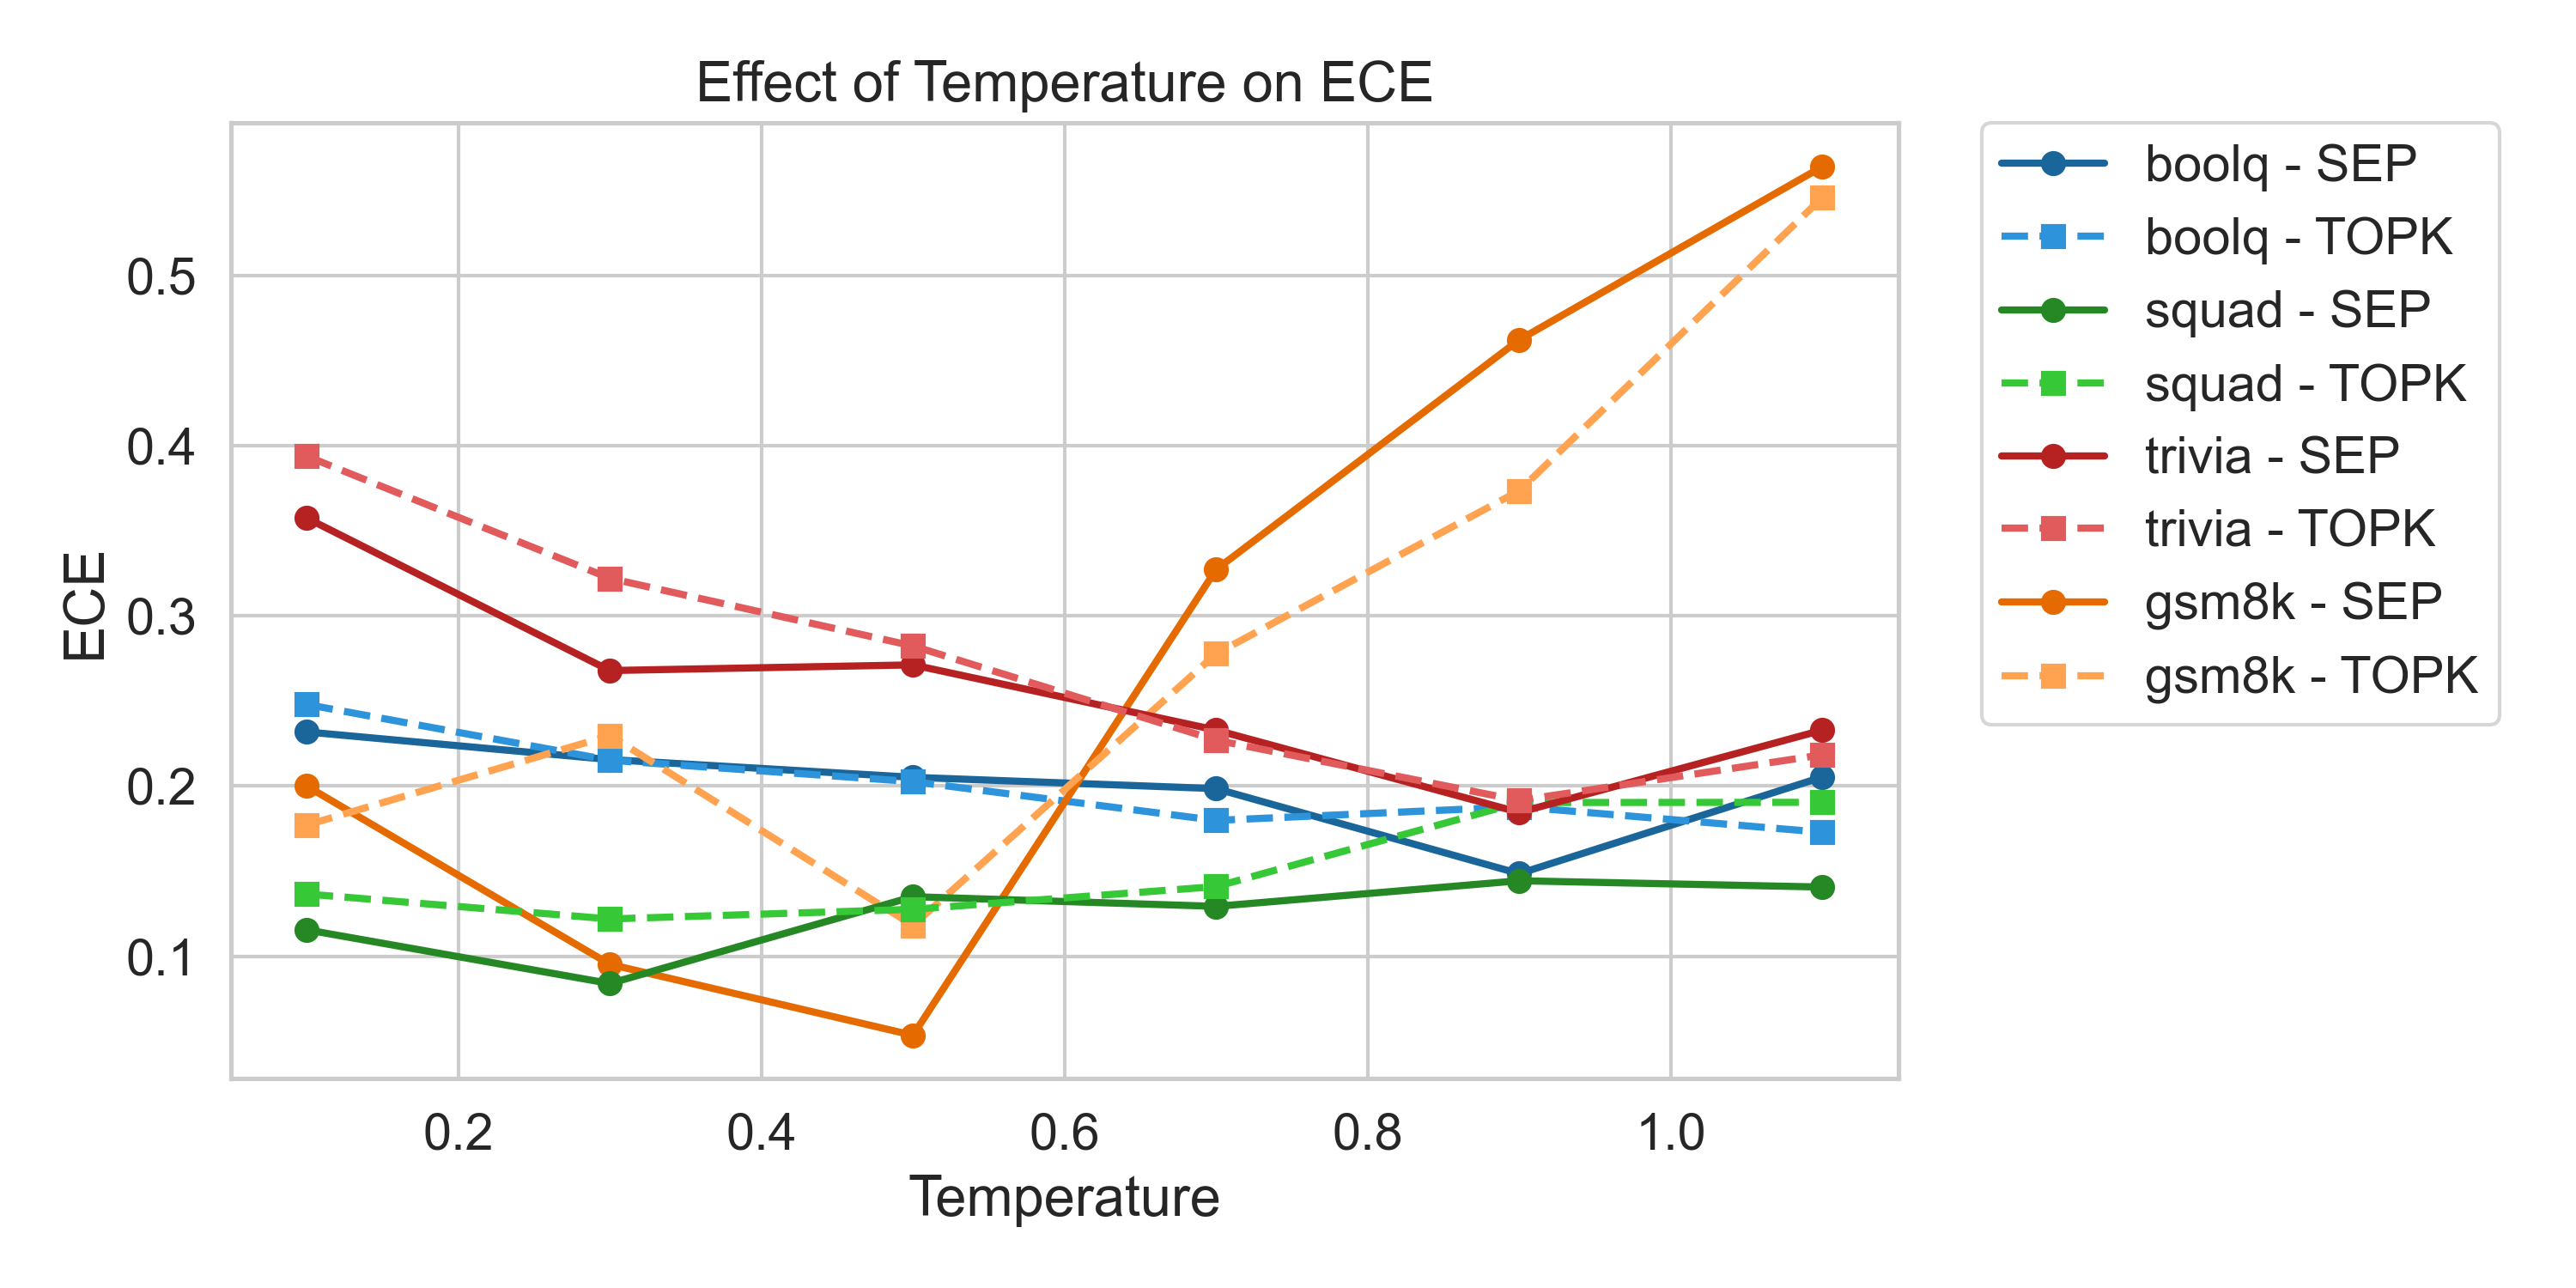 Effect of Temperature on ECE
boolq - SEP
boolq - TOPK
squad - SEP
squad - TOPK
trivia - SEP
trivia - TOPK
gsm8k - SEP
gsm8k - TOPK
ECE
0.5
0.4
0.3
0.2
0.1
0.2 0.4 0.6 0.8 1.0
Temperature